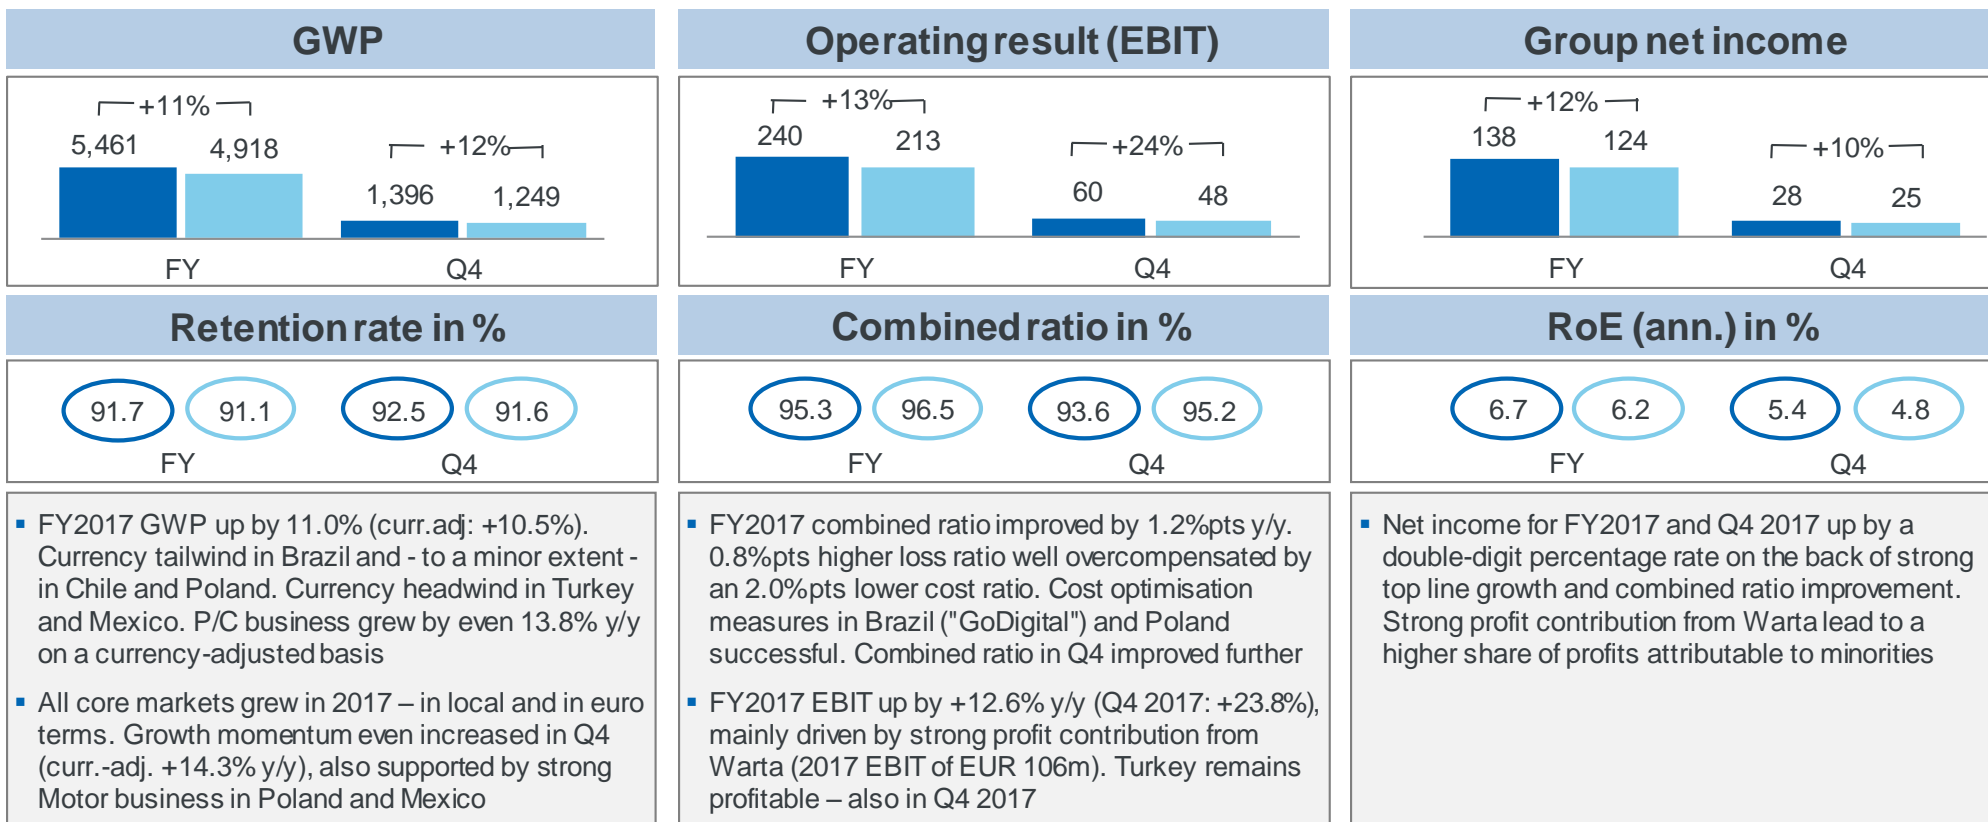 GWP
+11%
5,461
4,918
+12%
1,396
1,249
FY
Q4
Operating result (EBIT)
+13%
240
213
+24%
60
48
FY
Q4
Group net income
+12%
138
124
+10%
28
25
FY
Q4
Retention rate in %
91.7
91.1
92.5
91.6
FY
Q4
Combined ratio in %
95.3
96.5
93.6
95.2
FY
Q4
RoE (ann.) in %
6.7
6.2
5.4
4.8
FY
Q4
▪ FY2017 GWP up by 11.0% (curr.adj: +10.5%).
Currency tailwind in Brazil and - to a minor extent -
in Chile and Poland. Currency headwind in Turkey
and Mexico. P/C business grew by even 13.8% y/y
on a currency-adjusted basis
▪ All core markets grew in 2017 – in local and in euro
terms. Growth momentum even increased in Q4
(curr.-adj. +14.3% y/y), also supported by strong
Motor business in Poland and Mexico
▪ FY2017 combined ratio improved by 1.2%pts y/y.
0.8%pts higher loss ratio well overcompensated by
an 2.0%pts lower cost ratio. Cost optimisation
measures in Brazil ("GoDigital") and Poland
successful. Combined ratio in Q4 improved further
▪ FY2017 EBIT up by +12.6% y/y (Q4 2017: +23.8%),
mainly driven by strong profit contribution from
Warta (2017 EBIT of EUR 106m). Turkey remains
profitable – also in Q4 2017
▪ Net income for FY2017 and Q4 2017 up by a
double-digit percentage rate on the back of strong
top line growth and combined ratio improvement.
Strong profit contribution from Warta lead to a
higher share of profits attributable to minorities